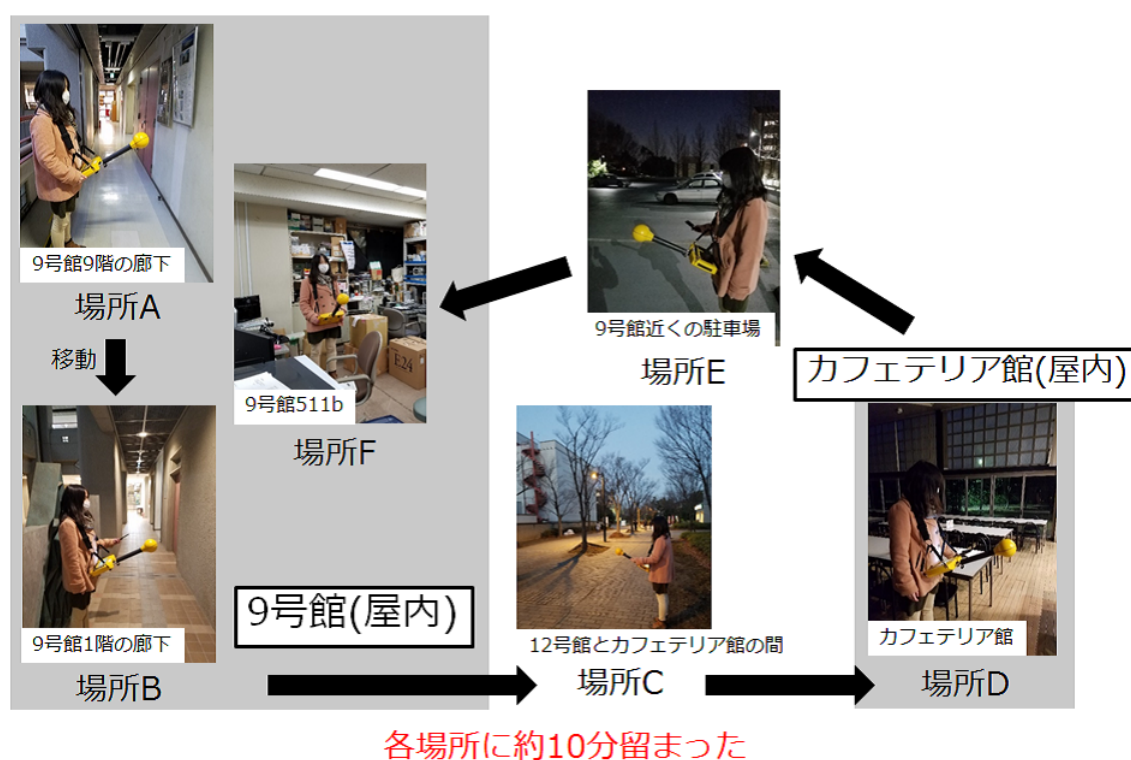 9号館9階の廊下
場所A
移動
9号館1階の廊下
場所B
9号館(屋内)
12号館とカフェテリア館の間
場所C
カフェテリア館
場所D
カフェテリア館(屋内)
9号館近くの駐車場
場所E
E24
9号館511b
場所F
各場所に約10分留まった